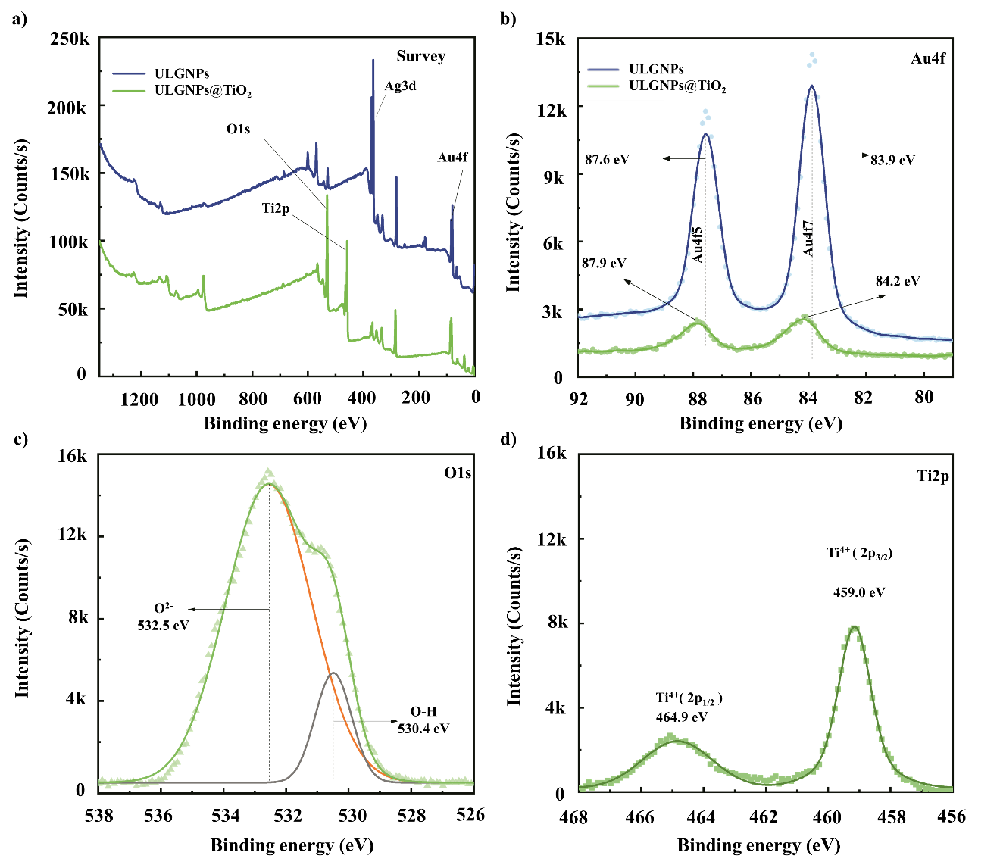 a)
250k
200k
150k
100k
50k
0
Intensity (Counts/s)
Survey
ULGNPs
ULGNPs@TiO₂
Ag3d
O1s
Au4f
Ti2p
1200 1000 800 600 400 200 0
Binding energy (eV)
b)
15k
12k
9k
6k
3k
0
Intensity (Counts/s)
Au4f
ULGNPs
ULGNPs@TiO₂
87.6 eV
83.9 eV
Au4f5
Au4f7
87.9 eV
84.2 eV
92 90 88 86 84 82 80
Binding energy (eV)
c)
16k
12k
8k
4k
0
Intensity (Counts/s)
O1s
O²⁻
532.5 eV
O-H
530.4 eV
538 536 534 532 530 528 526
Binding energy (eV)
d)
16k
12k
8k
4k
0
Intensity (Counts/s)
Ti2p
Ti⁴⁺ ( 2p₃/₂)
459.0 eV
Ti⁴⁺( 2p₁/₂ )
464.9 eV
468 466 464 462 460 458 456
Binding energy (eV)